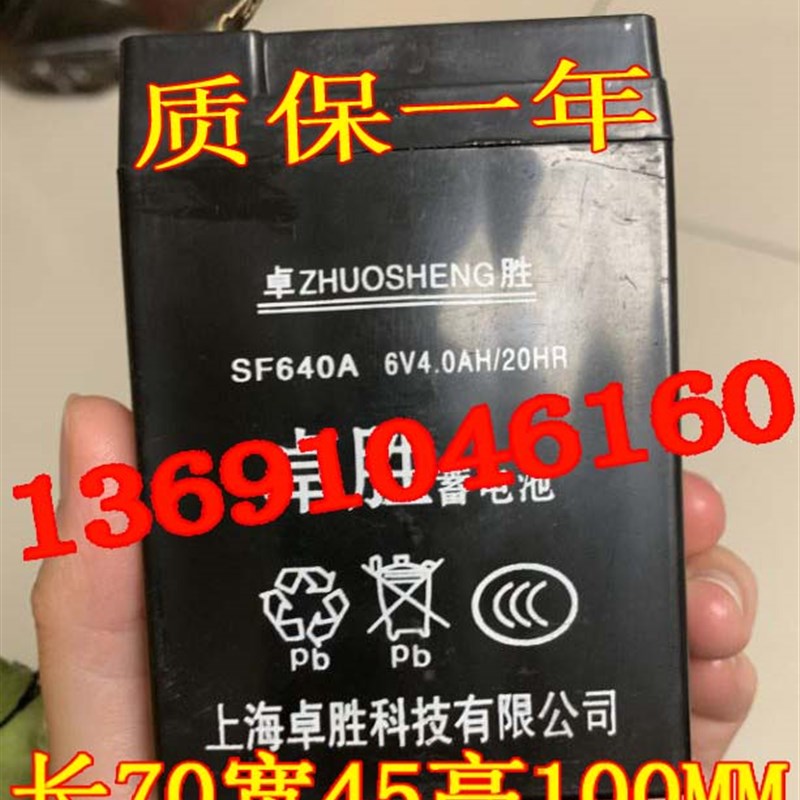 质保一年
卓ZHUOSHENG胜
SF640A 6V4.0AH/20HR
13691046160
卓胜蓄电池
Pb Pb
上海卓胜科技有限公司
长70宽45高100MM